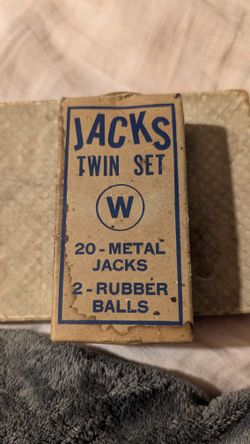 JACKS
TWIN SET
W
20-METAL
JACKS
2-RUBBER
BALLS